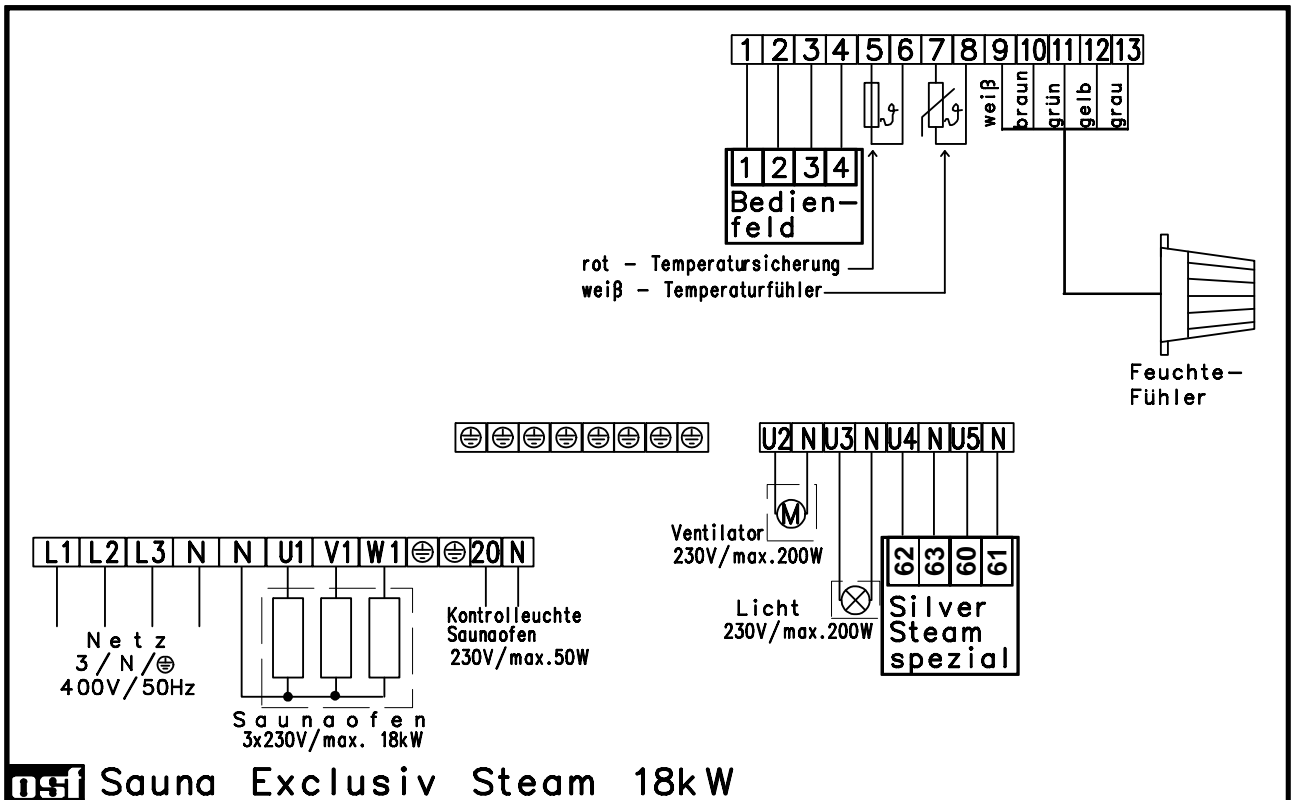 1 2 3 4 5 6 7 8 9 10 11 12 13
weiß
braun
grün
gelb
grau
1 2 3 4
Bedien-
feld
rot - Temperatursicherung
weiß - Temperaturfühler
Feuchte-
Fühler
U2 N U3 N U4 N U5 N
M
Ventilator
230V/max.200W
62 63 60 61
Licht
230V/max.200W
Silver
Steam
spezial
L1 L2 L3 N N U1 V1 W1 20 N
Netz
3/N/⏚
400V/50Hz
Kontrolleuchte
Saunaofen
230V/max.50W
Saunaofen
3x230V/max. 18kW
osf Sauna Exclusiv Steam 18kW